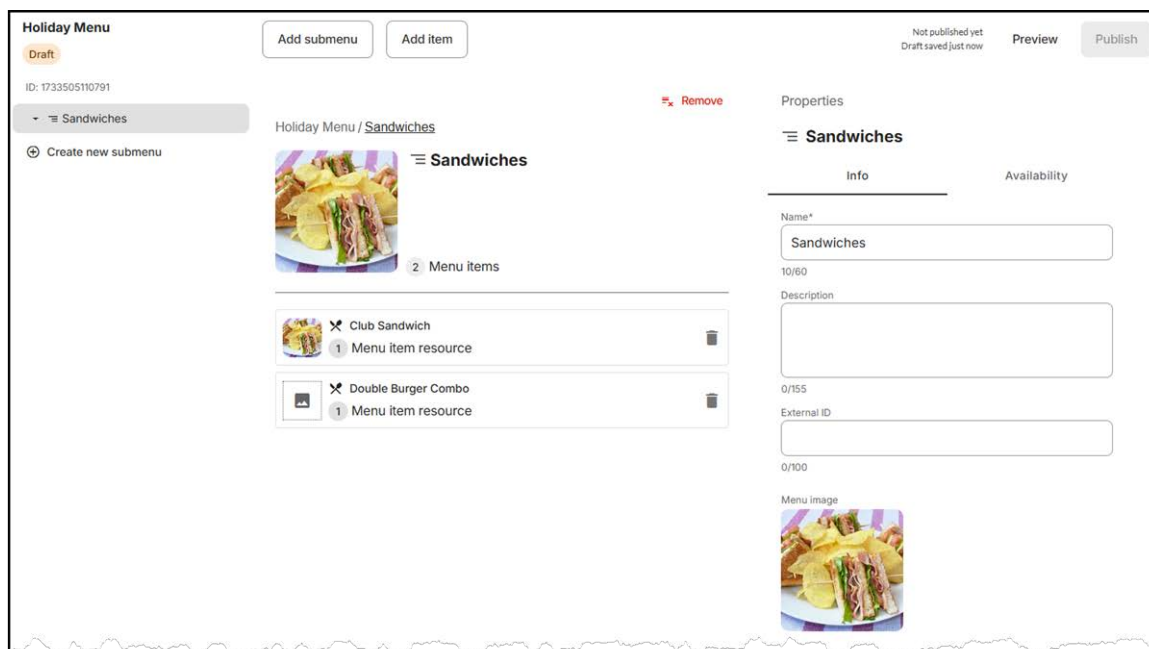 Holiday Menu
Draft
ID: 1733505110791
Sandwiches
Create new submenu
Add submenu
Add item
Not published yet
Draft saved just now
Preview
Publish
Remove
Holiday Menu / Sandwiches
Sandwiches
2 Menu items
Club Sandwich
1 Menu item resource
Double Burger Combo
1 Menu item resource
Properties
Sandwiches
Info
Availability
Name*
Sandwiches
10/60
Description
0/155
External ID
0/100
Menu image